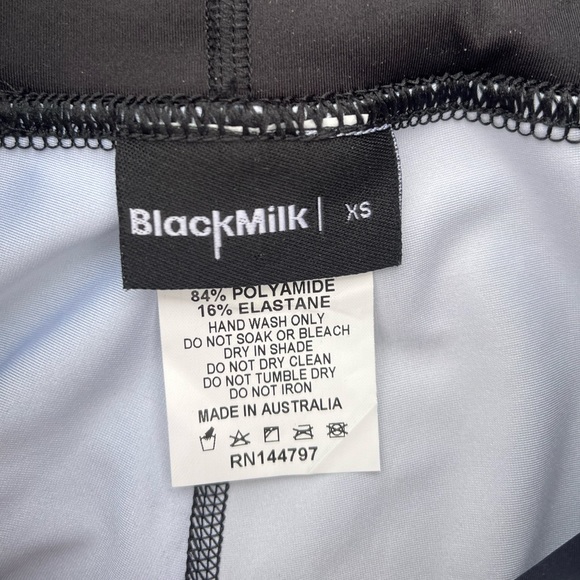 BlackMilk | XS
84% POLYAMIDE
16% ELASTANE
HAND WASH ONLY
DO NOT SOAK OR BLEACH
DRY IN SHADE
DO NOT DRY CLEAN
DO NOT TUMBLE DRY
DO NOT IRON
MADE IN AUSTRALIA
RN144797